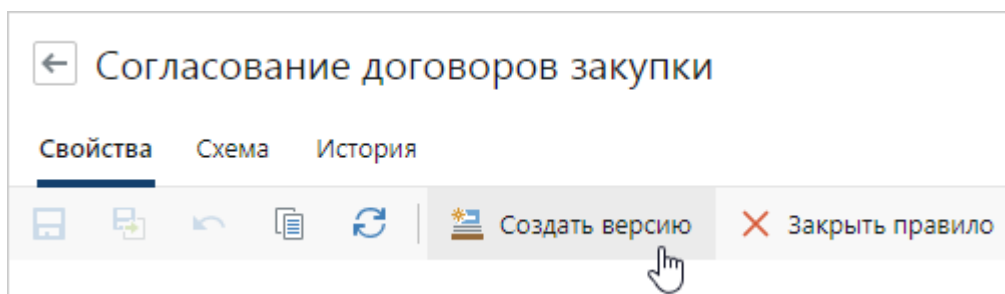 Согласование договоров закупки
Свойства Схема История
Создать версию Закрыть правило